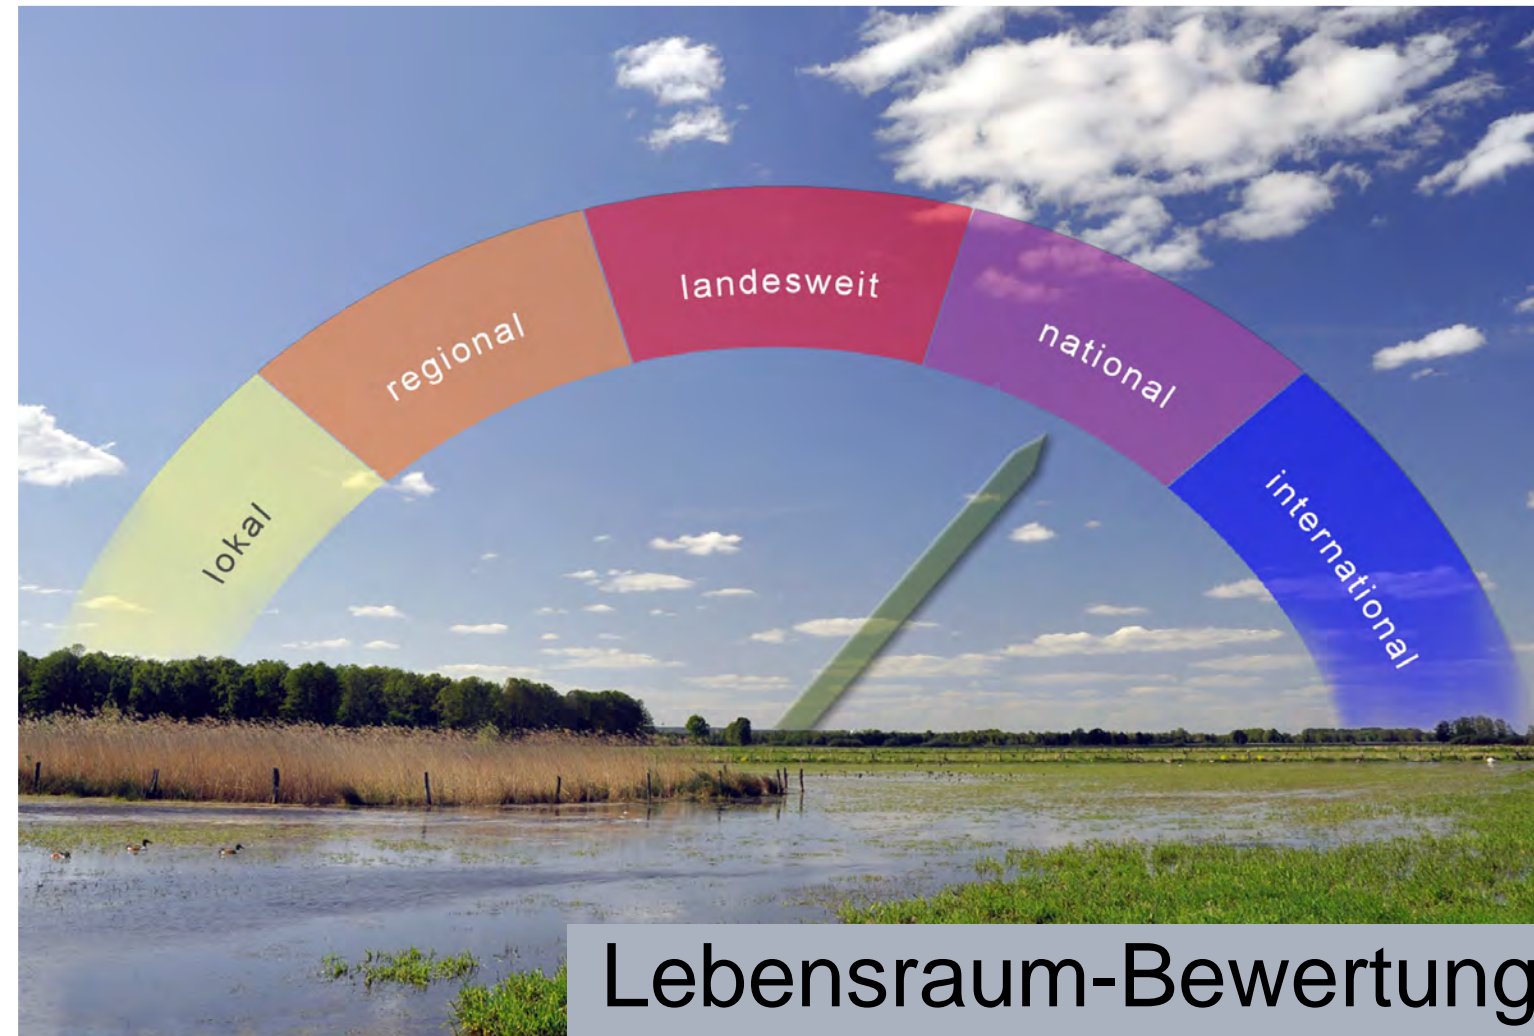 lokal
regional
landesweit
national
international
Lebensraum-Bewertung